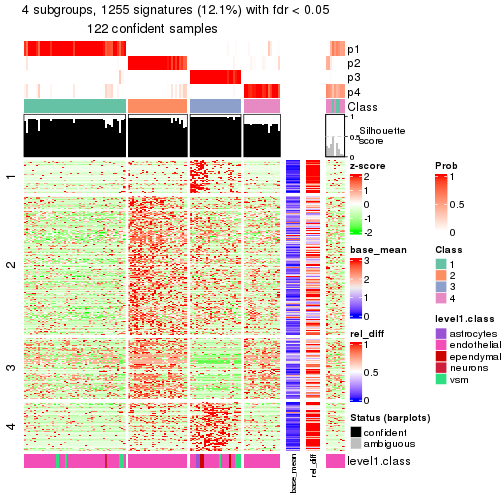 4 subgroups, 1255 signatures (12.1%) with fdr < 0.05
122 confident samples
p1
p2
p3
p4
Class
1
0.5
0
Silhouette
score
1
2
3
4
level1.class
base_mean
rel_diff
z-score
2
1
0
-1
-2
base_mean
3
2
1
0
rel_diff
1
0.5
0
Status (barplots)
confident
ambiguous
Prob
1
0.5
0
Class
1
2
3
4
level1.class
astrocytes
endothelial
ependymal
neurons
vsm